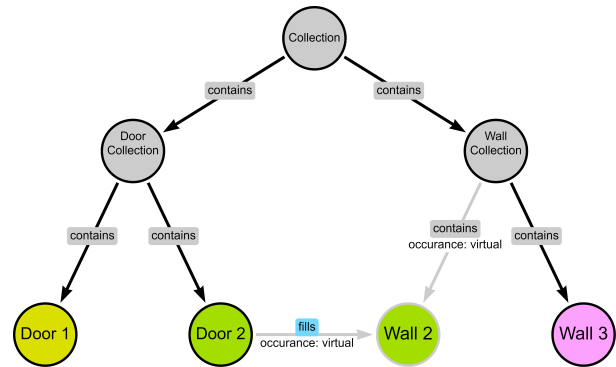 Collection
contains
contains
Door
Collection
Wall
Collection
contains
contains
contains
occurance: virtual
contains
Door 1
Door 2
fills
occurance: virtual
Wall 2
Wall 3